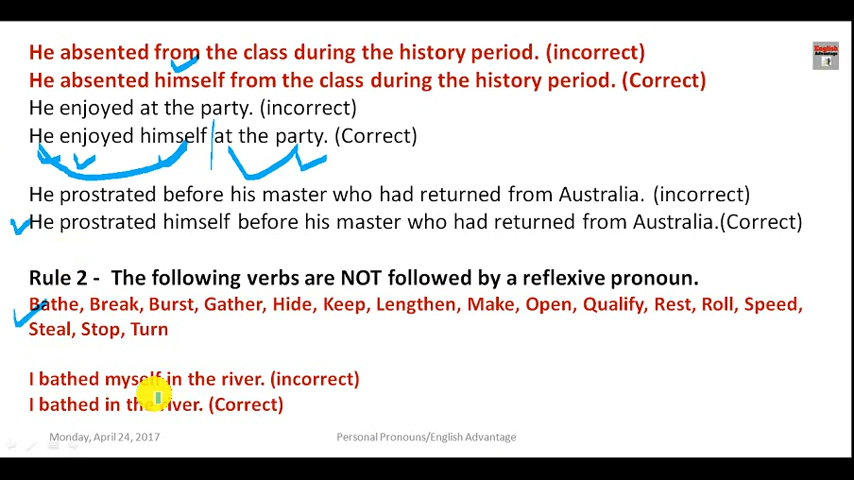 He absented from the class during the history period. (incorrect)
He absented himself from the class during the history period. (Correct)
He enjoyed at the party. (incorrect)
He enjoyed himself at the party. (Correct)
He prostrated before his master who had returned from Australia. (incorrect)
He prostrated himself before his master who had returned from Australia.(Correct)
Rule 2 - The following verbs are NOT followed by a reflexive pronoun.
Bathe, Break, Burst, Gather, Hide, Keep, Lengthen, Make, Open, Qualify, Rest, Roll, Speed,
Steal, Stop, Turn
I bathed myself in the river. (incorrect)
I bathed in the river. (Correct)
Monday, April 24, 2017
Personal Pronouns/English Advantage
English
Advantage